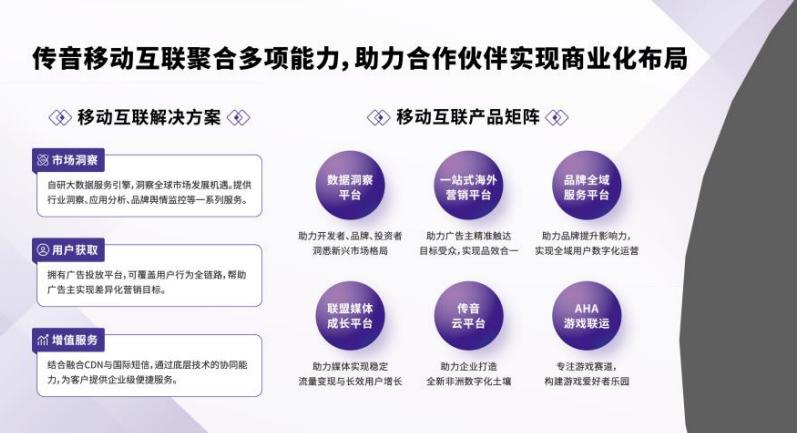 传音移动互联聚合多项能力，助力合作伙伴实现商业化布局
移动互联解决方案
移动互联产品矩阵
市场洞察
自研大数据服务引擎，洞察全球市场发展机遇。提供
行业洞察、应用分析、品牌舆情监控等一系列服务。
用户获取
拥有广告投放平台，可覆盖用户行为全链路，帮助
广告主实现差异化营销目标。
增值服务
结合融合CDN与国际短信，通过底层技术的协同能
力，为客户提供企业级便捷服务。
数据洞察
平台
助力开发者、品牌、投资者
洞悉新兴市场格局
一站式海外
营销平台
助力广告主精准触达
目标受众，实现品效合一
品牌全域
服务平台
助力品牌提升影响力，
实现全域用户数字化运营
联盟媒体
成长平台
助力媒体实现稳定
流量变现与长效用户增长
传音
云平台
助力企业打造
全新非洲数字化土壤
AHA
游戏联运
专注游戏赛道，
构建游戏爱好者乐园